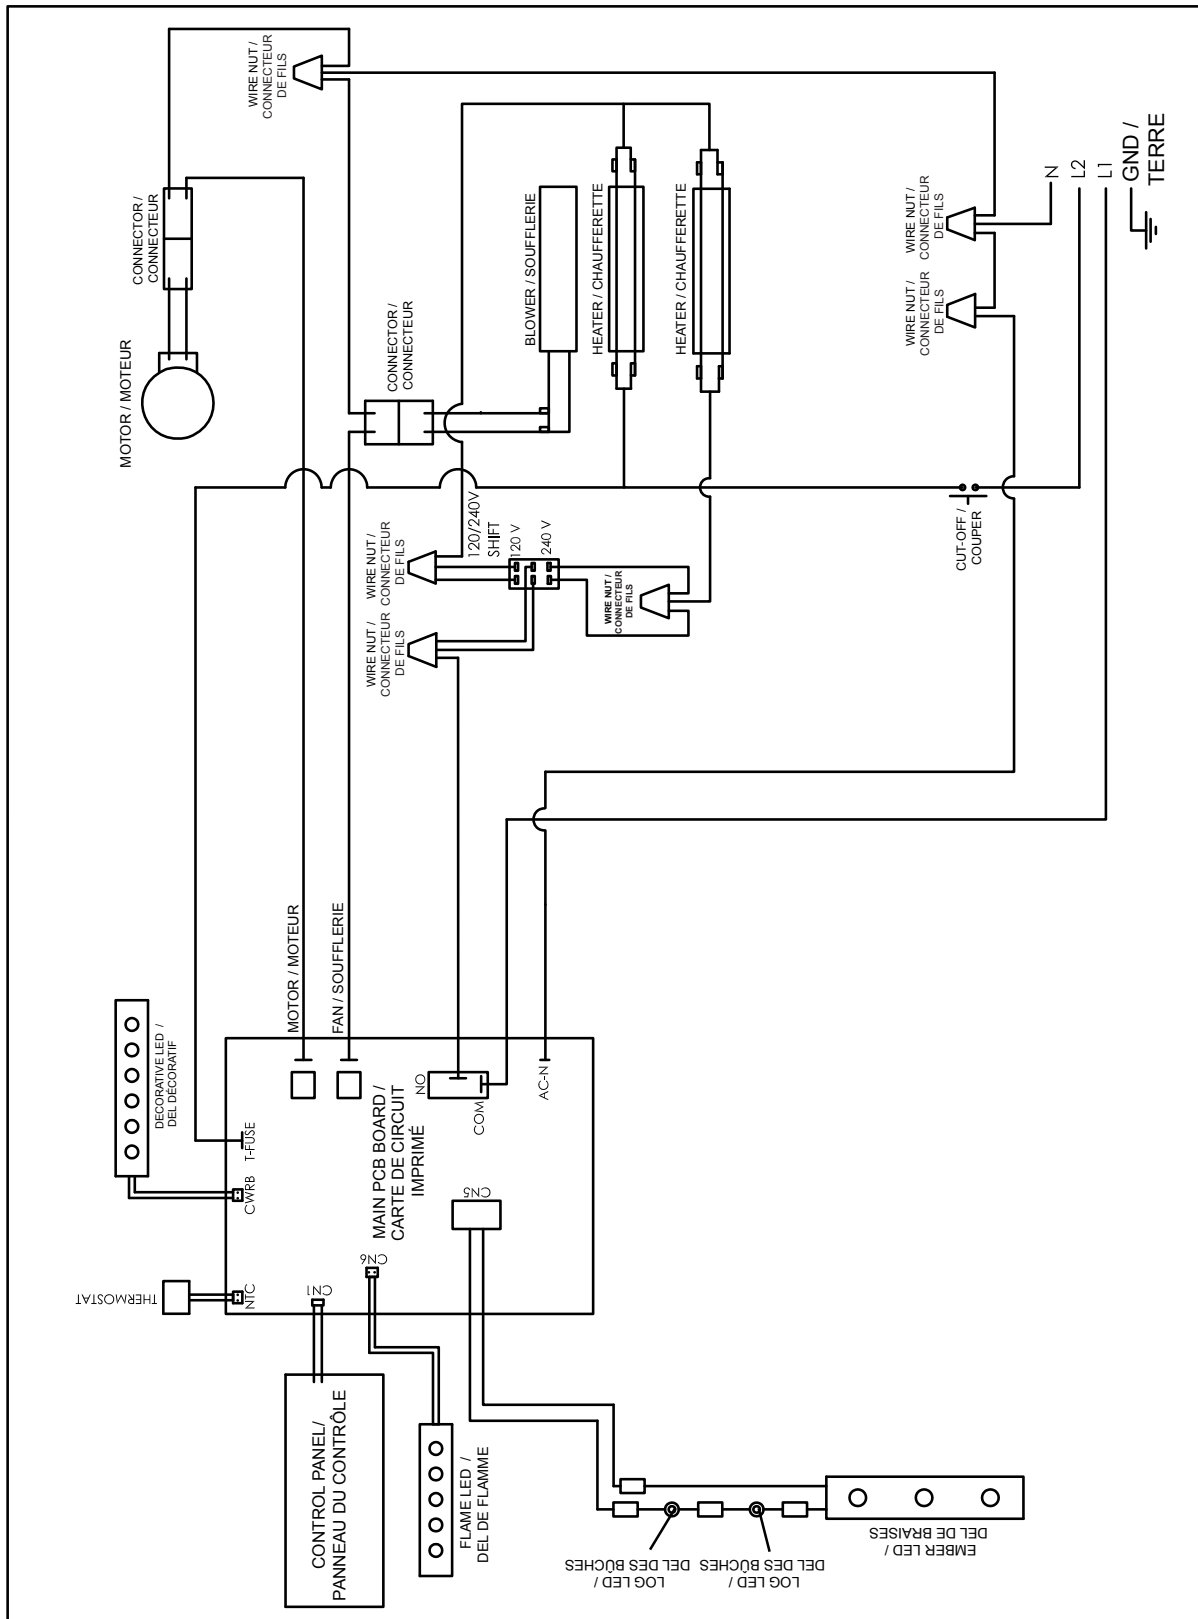 WIRE NUT /
CONNECTEUR
DE FILS
CONNECTOR /
CONNECTEUR
MOTOR / MOTEUR
CONNECTOR /
CONNECTEUR
BLOWER / SOUFFLERIE
HEATER / CHAUFFERETTE
HEATER / CHAUFFERETTE
WIRE NUT /
CONNECTEUR
DE FILS
WIRE NUT /
CONNECTEUR
DE FILS
N
L2
L1
GND /
TERRE
120/240V
SHIFT
120 V
240 V
WIRE NUT /
CONNECTEUR
DE FILS
WIRE NUT /
CONNECTEUR
DE FILS
WIRE NUT /
CONNECTEUR
DE FILS
CUT-OFF /
COUPER
MOTOR / MOTEUR
FAN / SOUFFLERIE
DECORATIVE LED /
DEL DÉCORATIF
T-FUSE
CWRB
NTC
THERMOSTAT
CN1
CN6
CN5
NO
COM
AC-N
MAIN PCB BOARD /
CARTE DE CIRCUIT
IMPRIMÉ
CONTROL PANEL/
PANNEAU DU CONTRÔLE
FLAME LED /
DEL DE FLAMME
LOG LED /
DEL DES BÛCHES
LOG LED /
DEL DES BÛCHES
EMBER LED /
DEL DE BRAISES